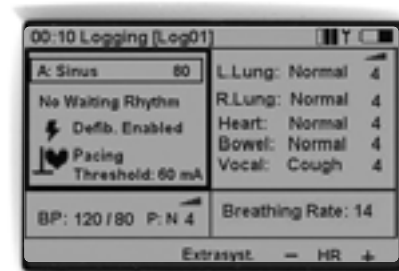 00:10 Logging [Log01]
A: Sinus 80
No Waiting Rhythm
Defib. Enabled
Pacing
Threshold: 60 mA
BP: 120/80 P: N 4
L.Lung: Normal 4
R.Lung: Normal 4
Heart: Normal 4
Bowel: Normal 4
Vocal: Cough 4
Breathing Rate: 14
Extrasyst. − HR +